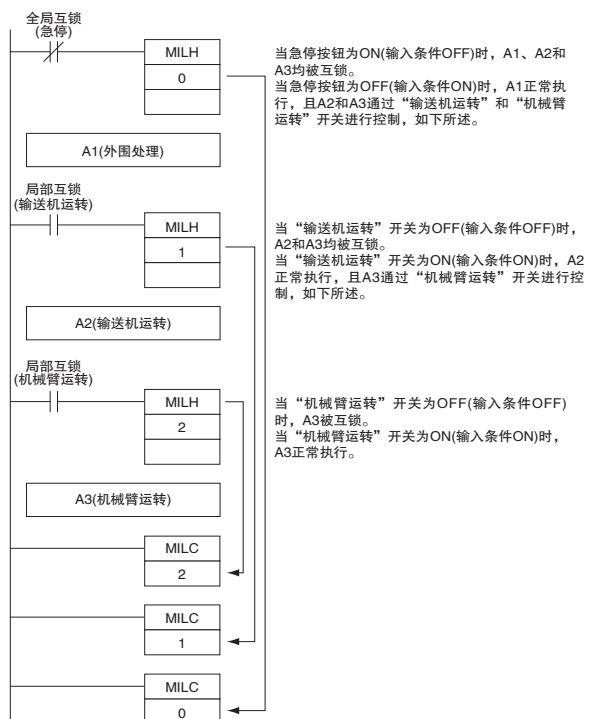 全局互锁
(急停)
MILH
0
当急停按钮为ON(输入条件OFF)时，A1、A2和
A3均被互锁。
当急停按钮为OFF(输入条件ON)时，A1正常执
行，且A2和A3通过“输送机运转”和“机械臂
运转”开关进行控制，如下所述。
A1(外围处理)
局部互锁
(输送机运转)
MILH
1
当“输送机运转”开关为OFF(输入条件OFF)时，
A2和A3均被互锁。
当“输送机运转”开关为ON(输入条件ON)时，A2
正常执行，且A3通过“机械臂运转”开关进行控
制，如下所述。
A2(输送机运转)
局部互锁
(机械臂运转)
MILH
2
当“机械臂运转”开关为OFF(输入条件OFF)
时，A3被互锁。
当“机械臂运转”开关为ON(输入条件ON)时，
A3正常执行。
A3(机械臂运转)
MILC
2
MILC
1
MILC
0